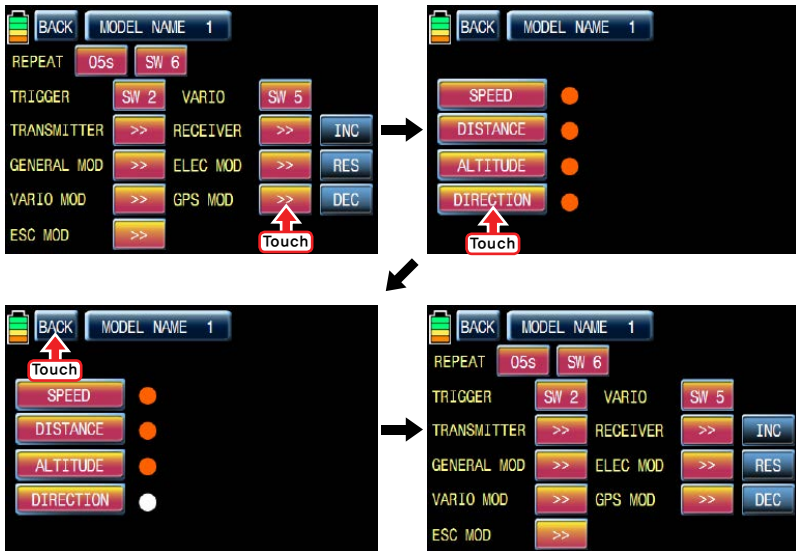 BACK MODEL NAME 1
REPEAT 05s SW 6
TRIGGER SW 2 VARIO SW 5
TRANSMITTER >> RECEIVER >> INC
GENERAL MOD >> ELEC MOD >> RES
VARIO MOD >> GPS MOD >> DEC
Touch
ESC MOD >>
BACK MODEL NAME 1
SPEED
DISTANCE
ALTITUDE
DIRECTION
Touch
BACK MODEL NAME 1
Touch
SPEED
DISTANCE
ALTITUDE
DIRECTION
BACK MODEL NAME 1
REPEAT 05s SW 6
TRIGGER SW 2 VARIO SW 5
TRANSMITTER >> RECEIVER >> INC
GENERAL MOD >> ELEC MOD >> RES
VARIO MOD >> GPS MOD >> DEC
ESC MOD >>